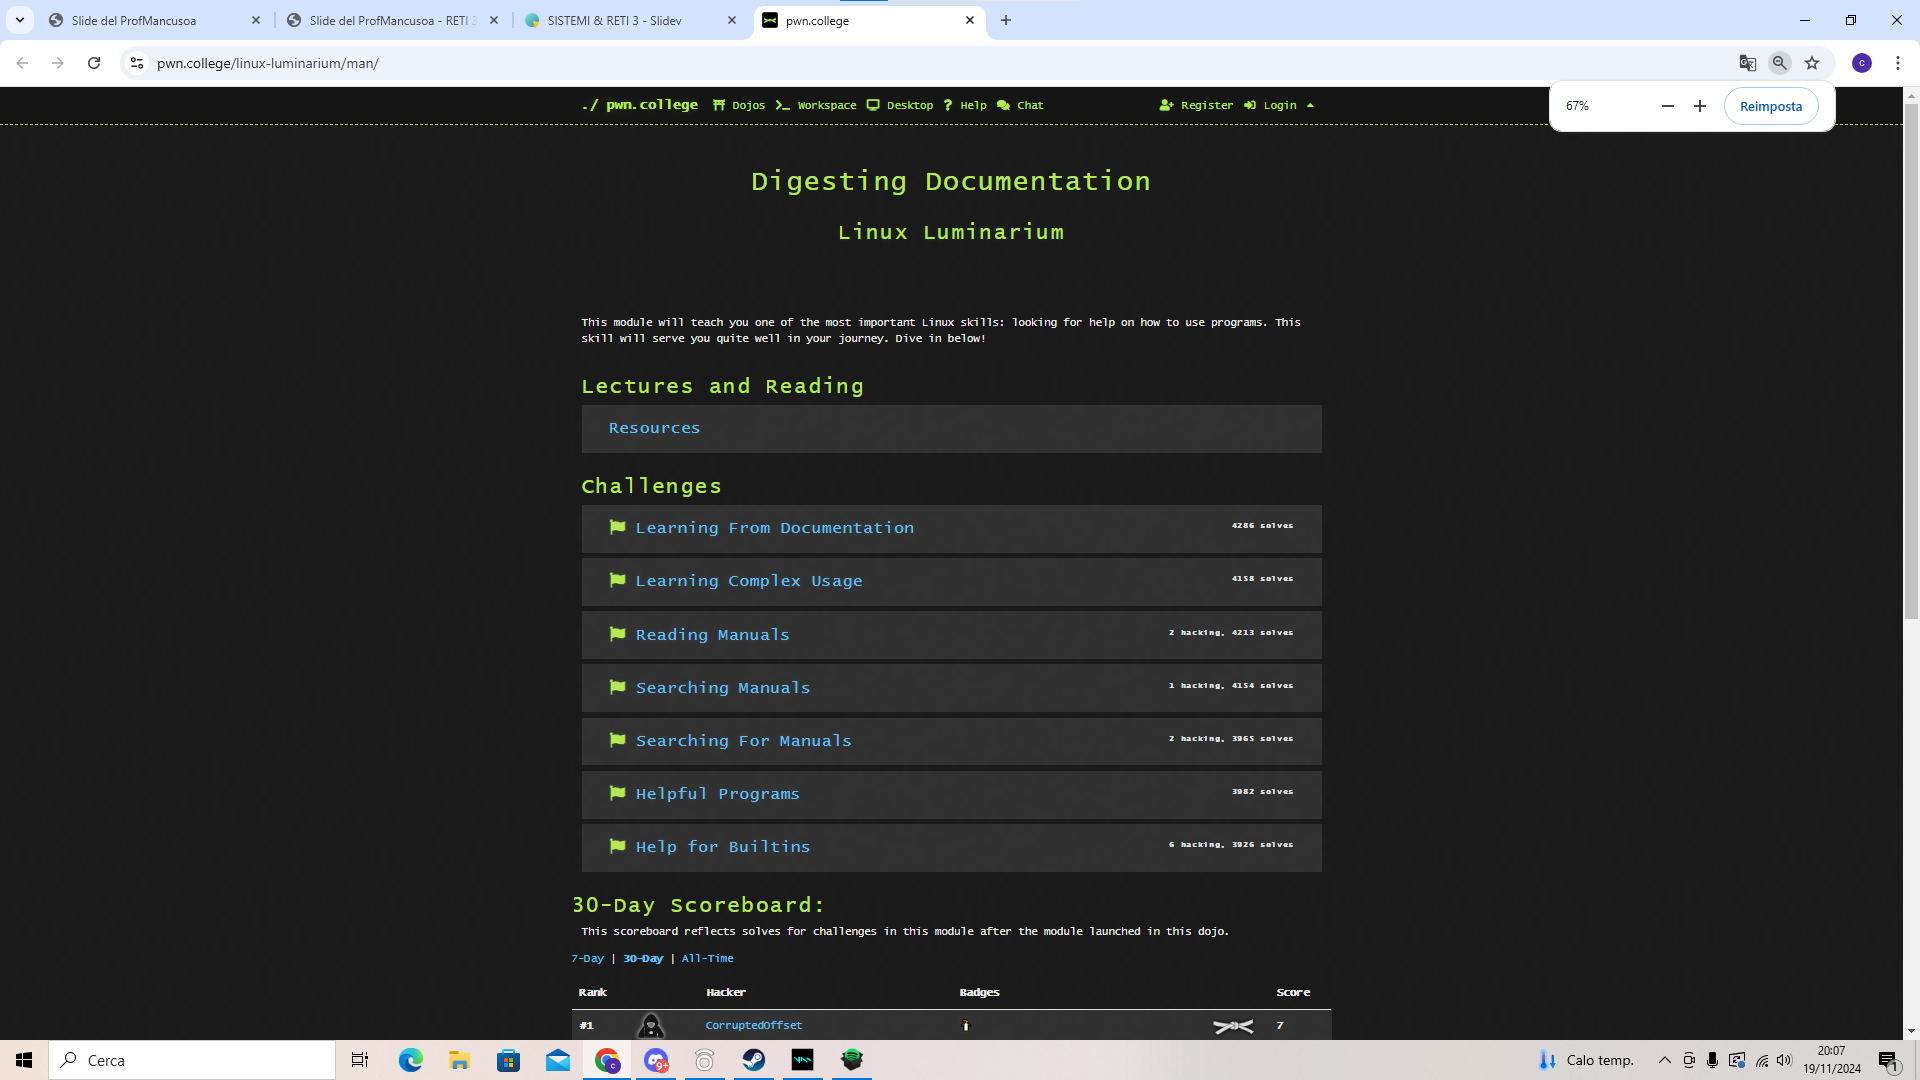 Slide del ProfMancusoa
Slide del ProfMancusoa - RETI 3
SISTEMI & RETI 3 - Slidev
pwn.college
pwn.college/linux-luminarium/man/
c
67%
Reimposta
./ pwn.college
Dojos
Workspace
Desktop
Help
Chat
Register
Login
Digesting Documentation
Linux Luminarium
This module will teach you one of the most important Linux skills: looking for help on how to use programs. This
skill will serve you quite well in your journey. Dive in below!
Lectures and Reading
Resources
Challenges
Learning From Documentation
4286 solves
Learning Complex Usage
4158 solves
Reading Manuals
2 hacking, 4213 solves
Searching Manuals
1 hacking, 4154 solves
Searching For Manuals
2 hacking, 3965 solves
Helpful Programs
3982 solves
Help for Builtins
6 hacking, 3926 solves
30-Day Scoreboard:
This scoreboard reflects solves for challenges in this module after the module launched in this dojo.
7-Day | 30-Day | All-Time
Rank Hacker Badges Score
#1 CorruptedOffset 7
Cerca
c
9+
Calo temp.
20:07
19/11/2024
1